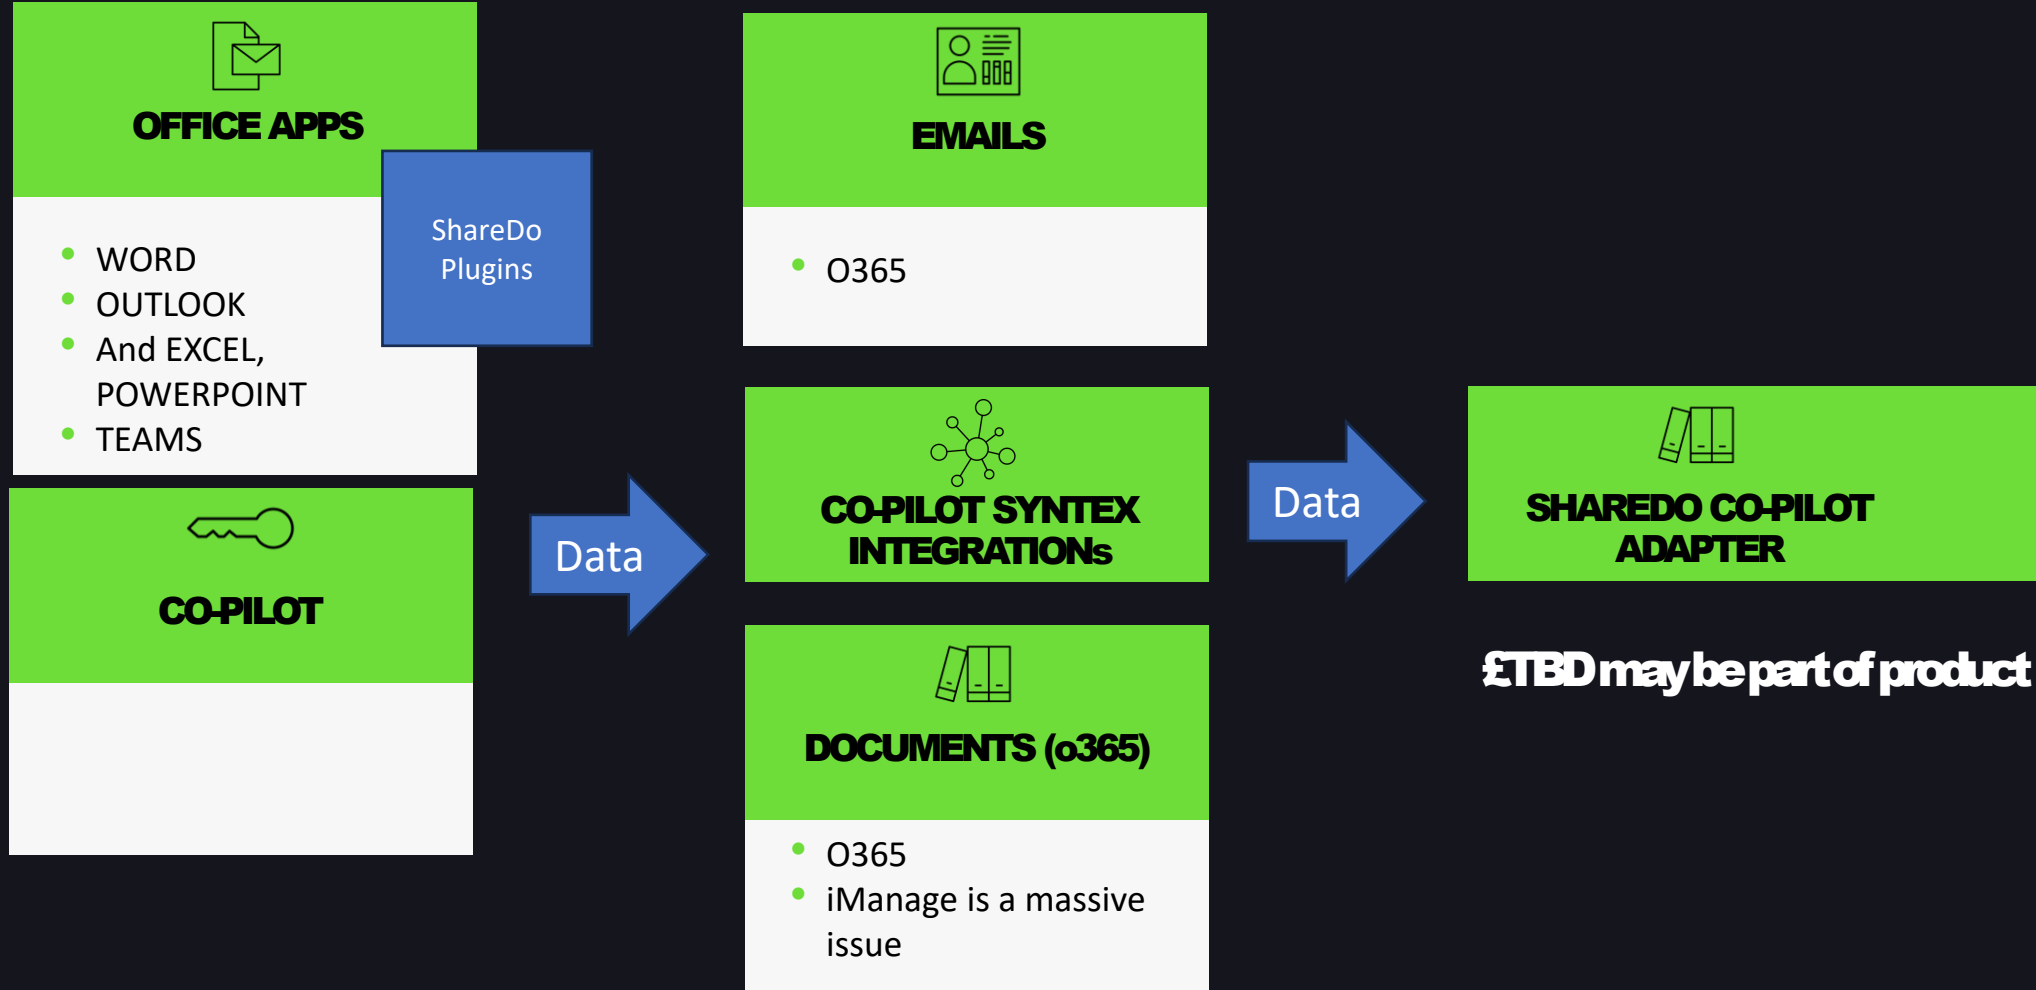 OFFICE APPS
WORD
OUTLOOK
And EXCEL,
POWERPOINT
TEAMS
ShareDo
Plugins
CO-PILOT
Data
EMAILS
O365
CO-PILOT SYNTEX
INTEGRATIONs
DOCUMENTS (o365)
O365
iManage is a massive
issue
Data
SHAREDO CO-PILOT
ADAPTER
£TBD may be part of product